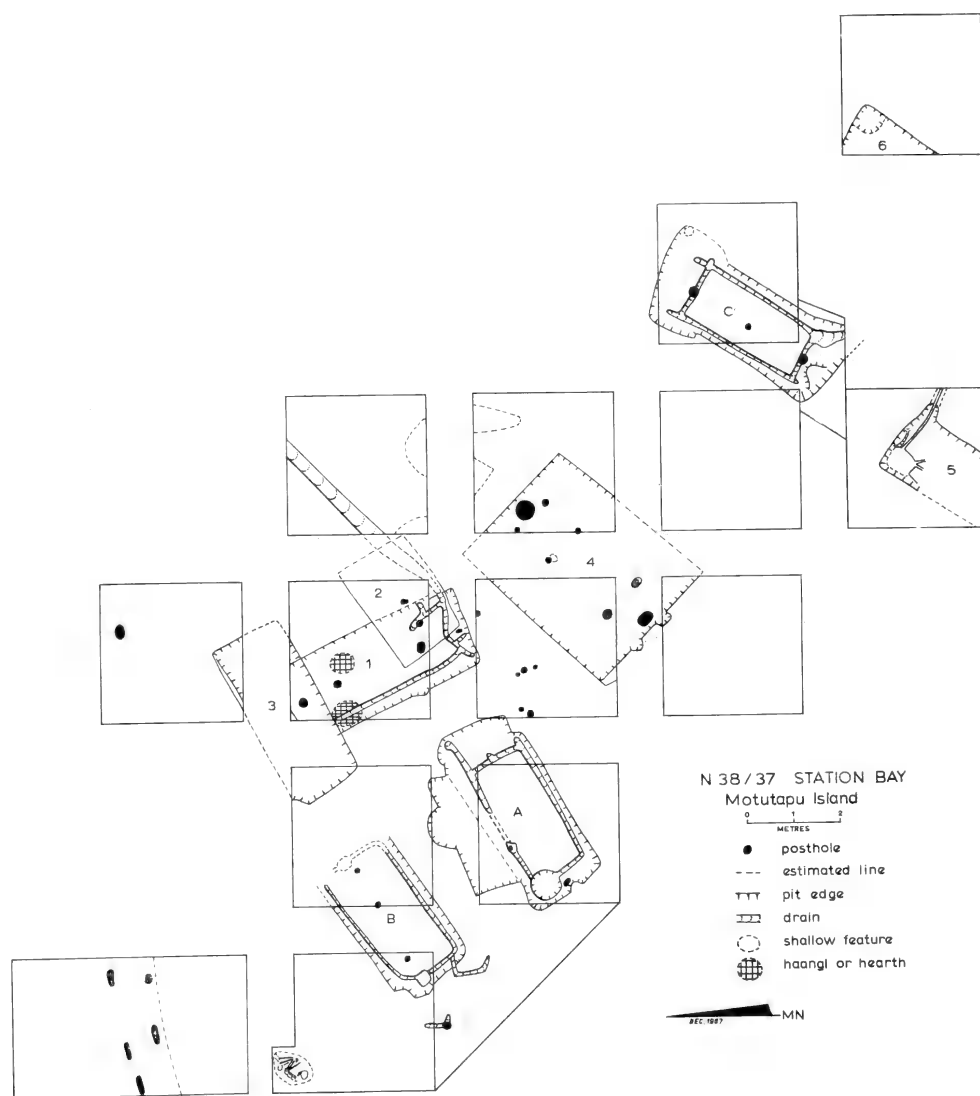 6
C
5
4
2
1
3
A
B
N 38/37 STATION BAY
Motutapu Island
0 1 2
METRES
posthole
estimated line
pit edge
drain
shallow feature
haangi or hearth
MN
DEC. 1967